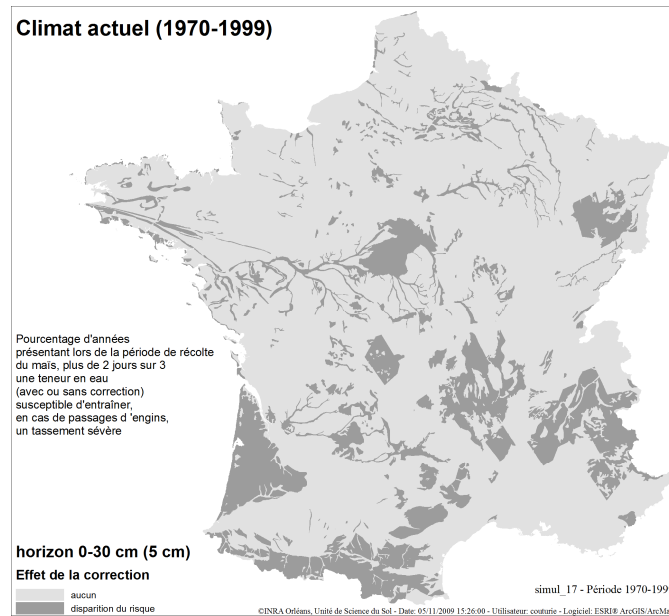 Climat actuel (1970-1999)
Pourcentage d'années
présentant lors de la période de récolte
du maïs, plus de 2 jours sur 3
une teneur en eau
(avec ou sans correction)
susceptible d'entraîner,
en cas de passages d 'engins,
un tassement sévère
horizon 0-30 cm (5 cm)
Effet de la correction
aucun
disparition du risque
simul_17 - Période 1970-199
©INRA Orléans, Unité de Science du Sol - Date: 05/11/2009 15:26:00 - Utilisateur: couturie - Logiciel: ESRI® ArcGIS/ArcMa